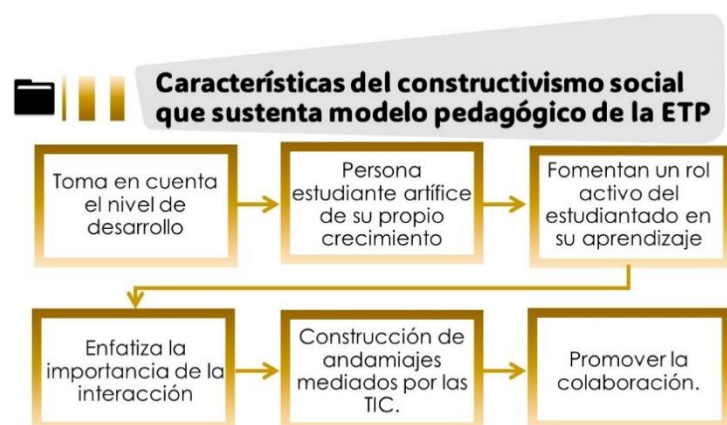 Características del constructivismo social
que sustenta modelo pedagógico de la ETP
Toma en cuenta
el nivel de
desarrollo
Persona
estudiante artífice
de su propio
crecimiento
Fomentan un rol
activo del
estudiantado en
su aprendizaje
Enfatiza la
importancia de la
interacción
Construcción de
andamiajes
mediados por las
TIC.
Promover la
colaboración.